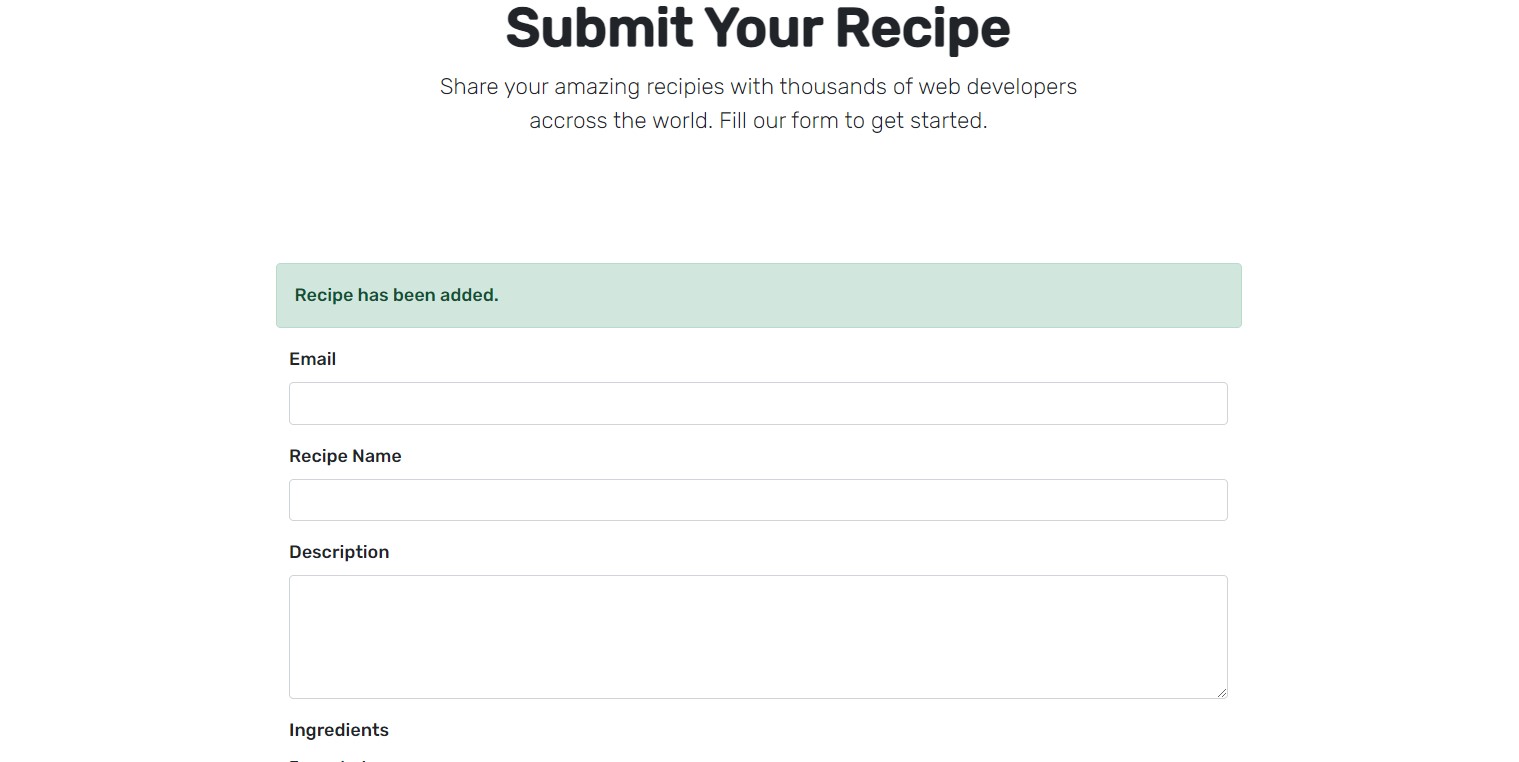 Submit Your Recipe
Share your amazing recipies with thousands of web developers
accross the world. Fill our form to get started.
Recipe has been added.
Email
Recipe Name
Description
Ingredients